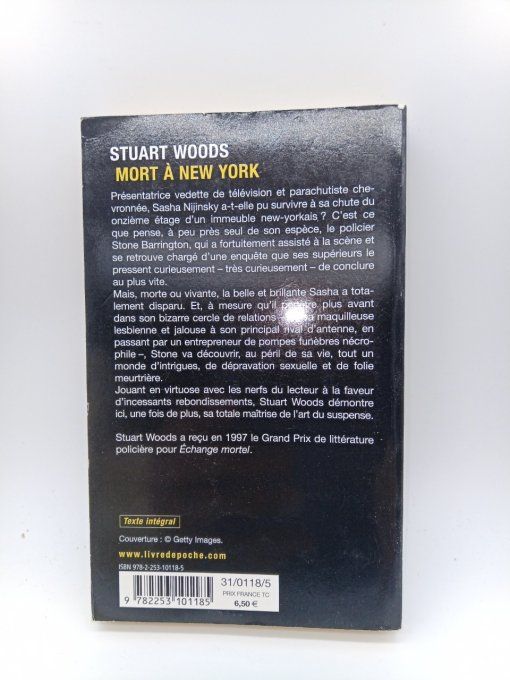 STUART WOODS
MORT À NEW YORK
Présentatrice vedette de télévision et parachutiste che-
vronnée, Sasha Nijinsky a-t-elle pu survivre à sa chute du
onzième étage d'un immeuble new-yorkais ? C'est ce
que pense, à peu près seul de son espèce, le policier
Stone Barrington, qui a fortuitement assisté à la scène et
se retrouve chargé d'une enquête que ses supérieurs le
pressent curieusement – très curieusement – de conclure
au plus vite.
Mais, morte ou vivante, la belle et brillante Sasha a tota-
lement disparu. Et, à mesure qu'il plus avant
dans son bizarre cercle de relations maquilleuse
lesbienne et jalouse à son principal rival d'antenne, en
passant par un entrepreneur de pompes funèbres nécro-
phile –, Stone va découvrir, au péril de sa vie, tout un
monde d'intrigues, de dépravation sexuelle et de folie
meurtrière.
Jouant en virtuose avec les nerfs du lecteur à la faveur
d'incessants rebondissements, Stuart Woods démontre
ici, une fois de plus, sa totale maîtrise de l'art du suspense.
Stuart Woods a reçu en 1997 le Grand Prix de littérature
policière pour Échange mortel.
Texte intégral
Couverture : © Getty Images.
www.livredepoche.com
ISBN 978-2-253-10118-5
31/0118/5
PRIX FRANCE TC
6,50 €
9 782253 101185